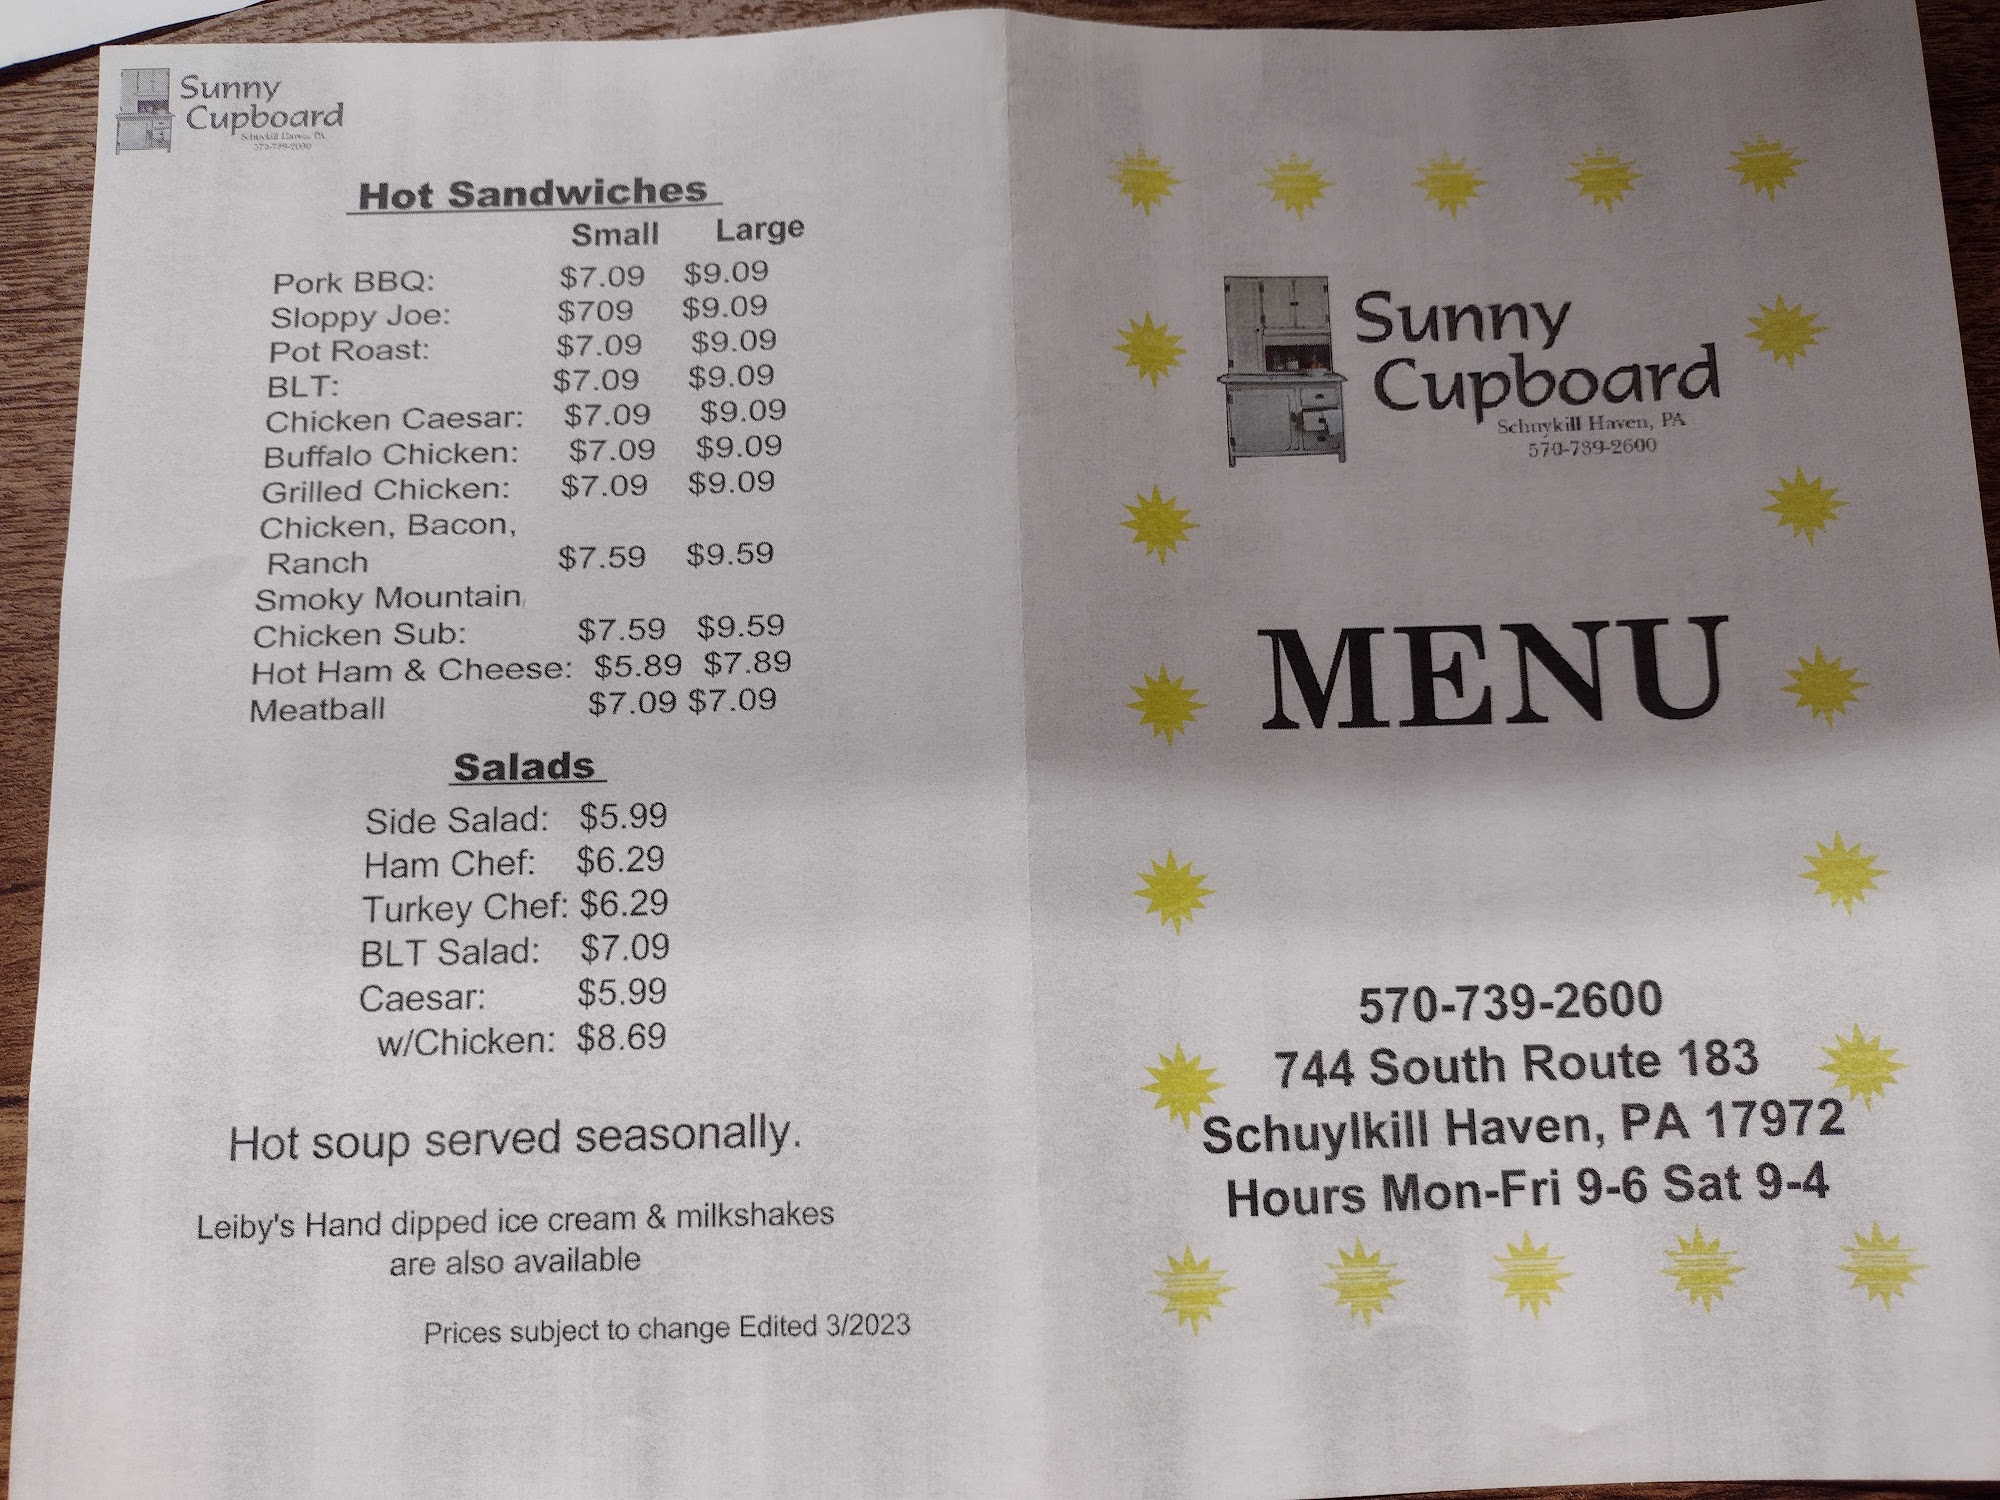 Sunny
Cupboard
Schuylkill Haven, PA
570-739-2600
Hot Sandwiches
Small Large
Pork BBQ: $7.09 $9.09
Sloppy Joe: $709 $9.09
Pot Roast: $7.09 $9.09
BLT: $7.09 $9.09
Chicken Caesar: $7.09 $9.09
Buffalo Chicken: $7.09 $9.09
Grilled Chicken: $7.09 $9.09
Chicken, Bacon,
Ranch $7.59 $9.59
Smoky Mountain
Chicken Sub: $7.59 $9.59
Hot Ham & Cheese: $5.89 $7.89
Meatball $7.09 $7.09
Salads
Side Salad: $5.99
Ham Chef: $6.29
Turkey Chef: $6.29
BLT Salad: $7.09
Caesar: $5.99
w/Chicken: $8.69
Hot soup served seasonally.
Leiby's Hand dipped ice cream & milkshakes
are also available
Prices subject to change Edited 3/2023
Sunny
Cupboard
Schuykill Haven, PA
570-739-2600
MENU
570-739-2600
744 South Route 183
Schuylkill Haven, PA 17972
Hours Mon-Fri 9-6 Sat 9-4